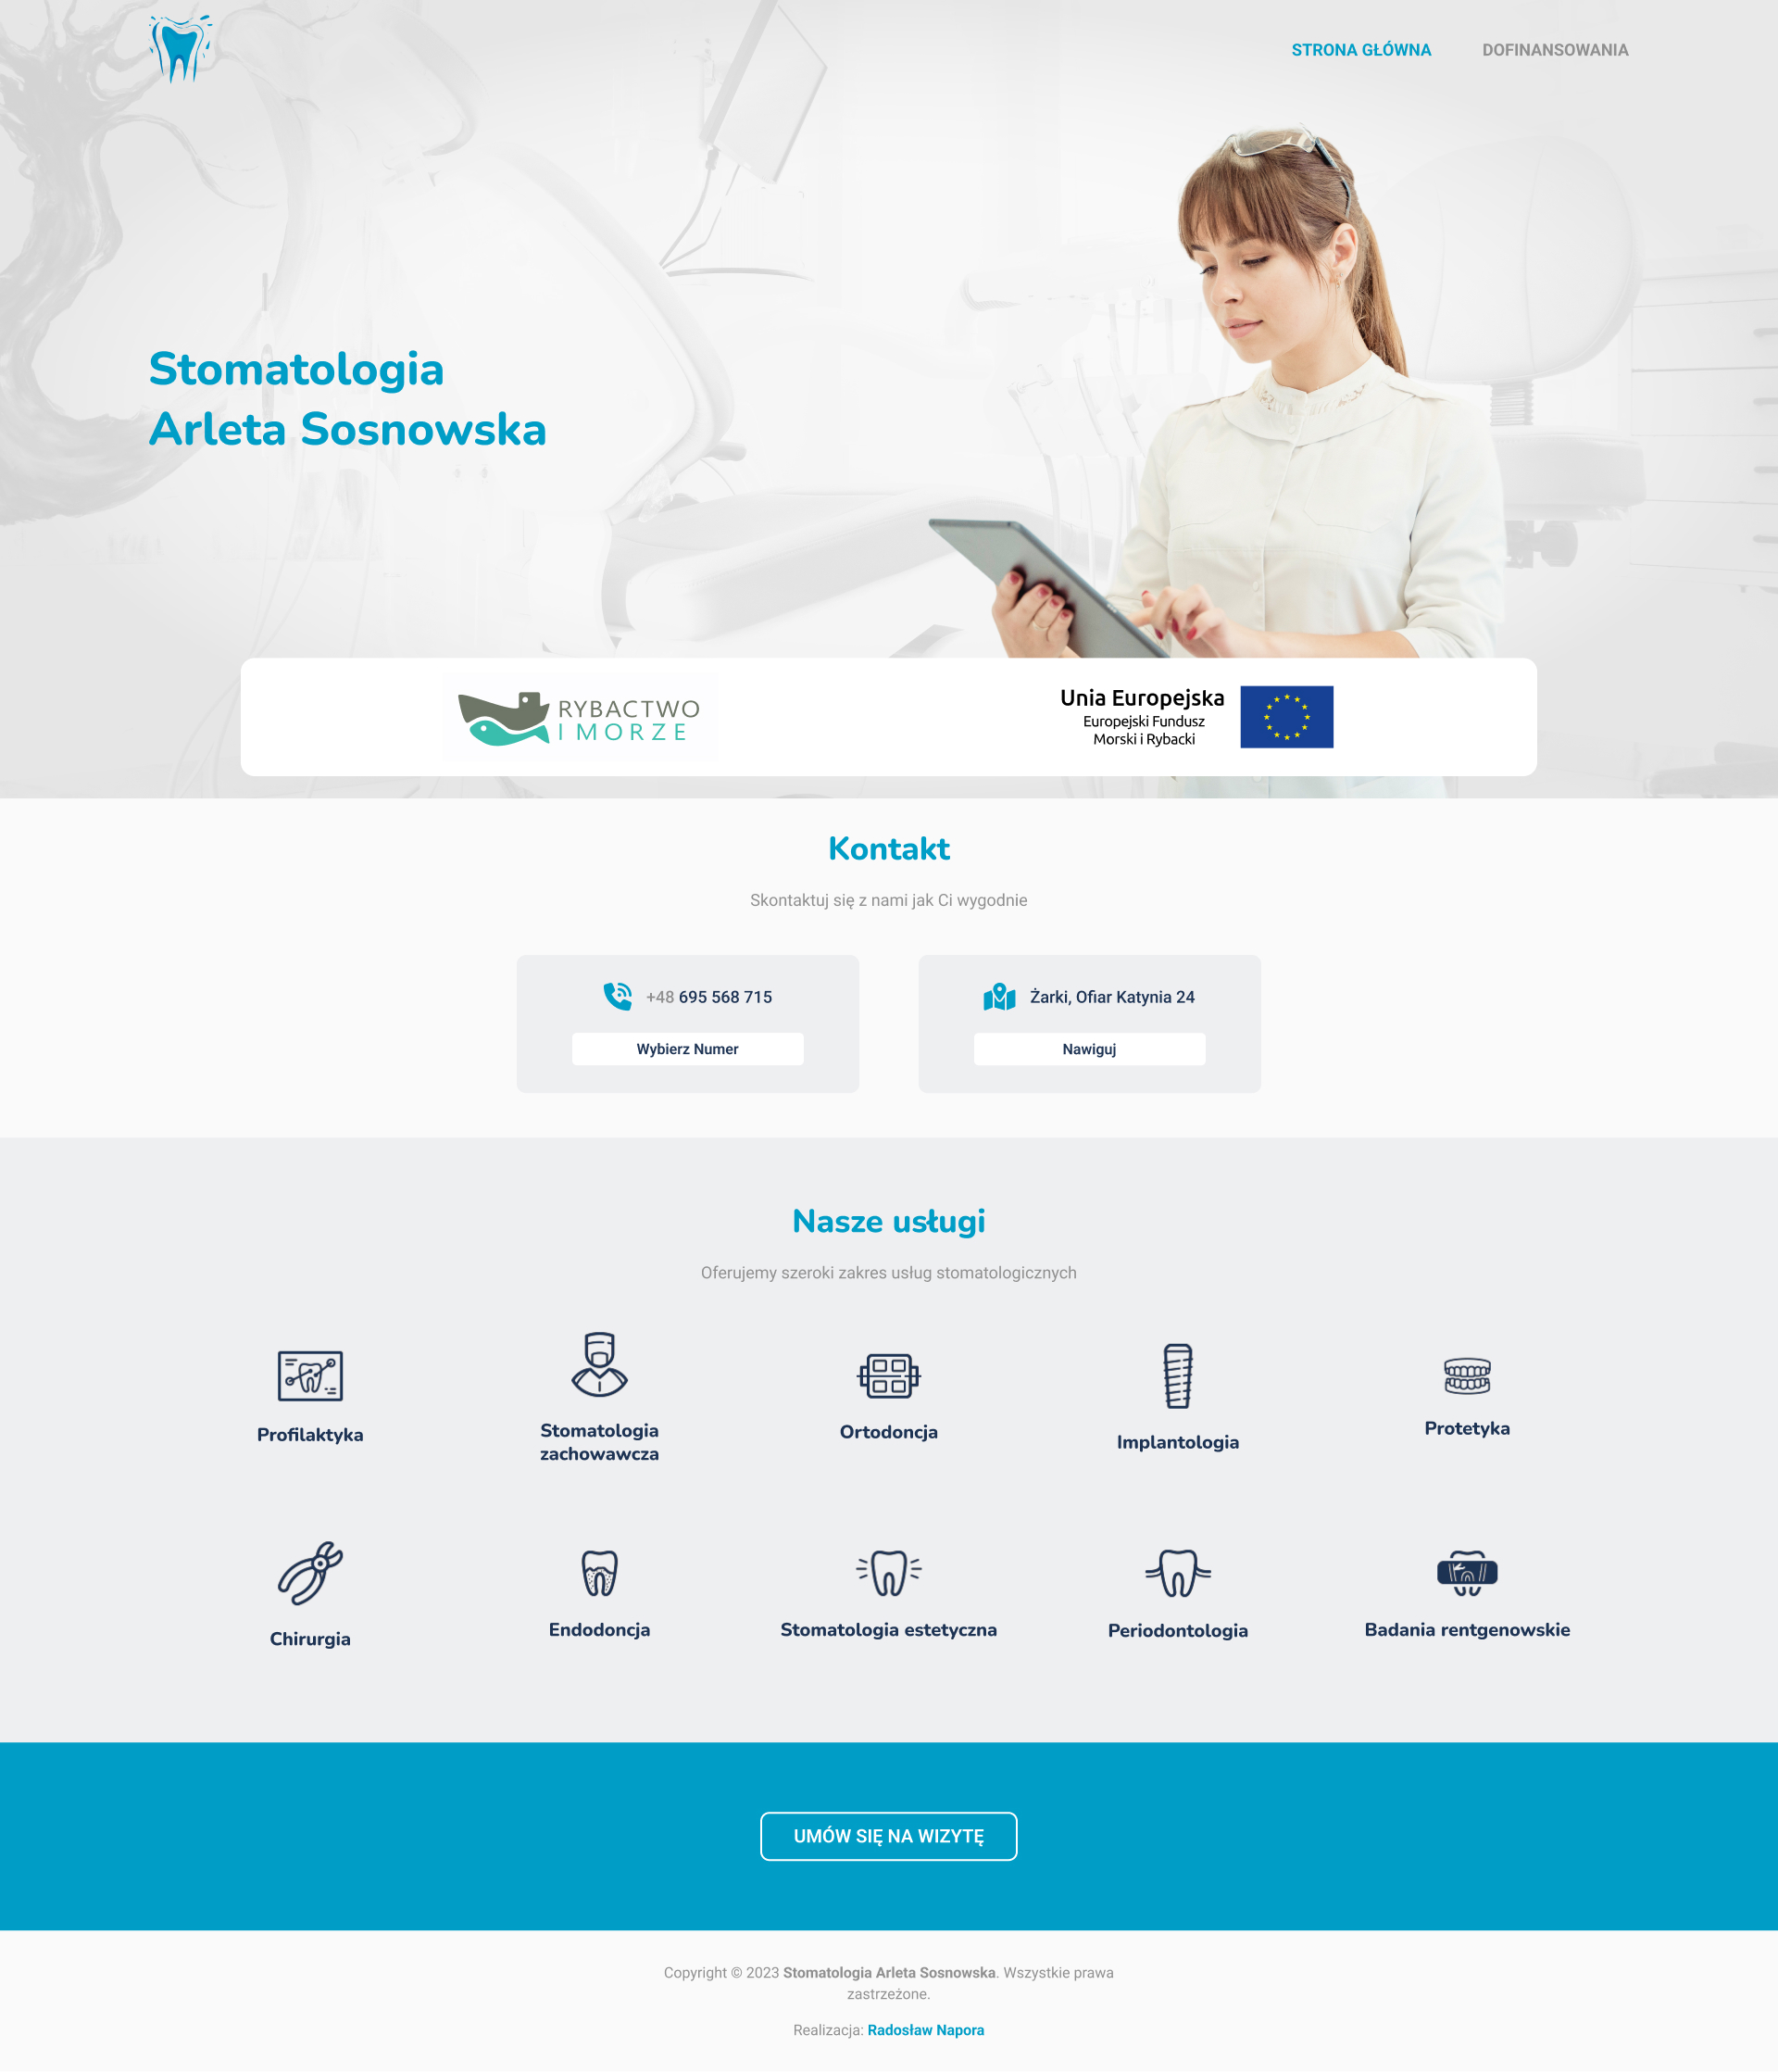 STRONA GŁÓWNA
DOFINANSOWANIA
Stomatologia
Arleta Sosnowska
RYBACTWO
I MORZE
Unia Europejska
Europejski Fundusz
Morski i Rybacki
Kontakt
Skontaktuj się z nami jak Ci wygodnie
+48 695 568 715
Wybierz Numer
Żarki, Ofiar Katynia 24
Nawiguj
Nasze usługi
Oferujemy szeroki zakres usług stomatologicznych
Profilaktyka
Stomatologia
zachowawcza
Ortodoncja
Implantologia
Protetyka
Chirurgia
Endodoncja
Stomatologia estetyczna
Periodontologia
Badania rentgenowskie
UMÓW SIĘ NA WIZYTĘ
Copyright © 2023 Stomatologia Arleta Sosnowska. Wszystkie prawa
zastrzeżone.
Realizacja: Radosław Napora